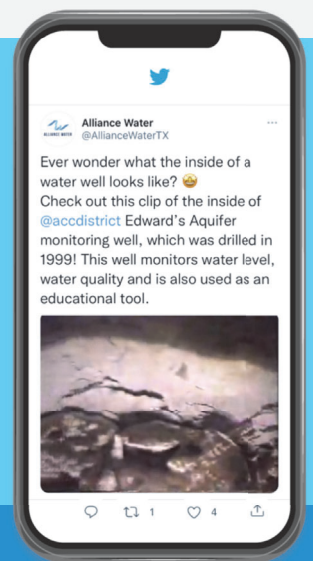 Alliance Water
ALLIANCE WATER
@AllianceWaterTX
Ever wonder what the inside of a
water well looks like? 🤩
Check out this clip of the inside of
@accdistrict Edward's Aquifer
monitoring well, which was drilled in
1999! This well monitors water level,
water quality and is also used as an
educational tool.
1
4